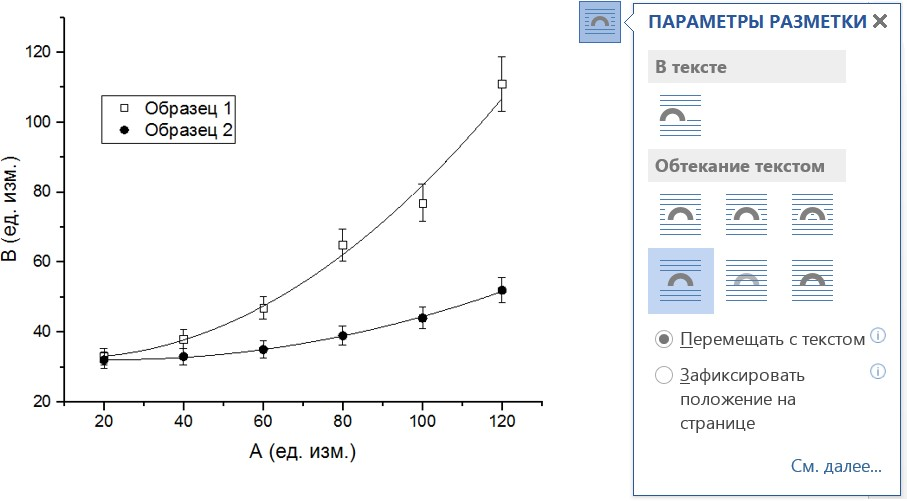 120
100
80
60
40
20
B (ед. изм.)
Образец 1
Образец 2
20 40 60 80 100 120
A (ед. изм.)
ПАРАМЕТРЫ РАЗМЕТКИ
В тексте
Обтекание текстом
Перемещать с текстом
Зафиксировать
положение на
странице
См. далее...